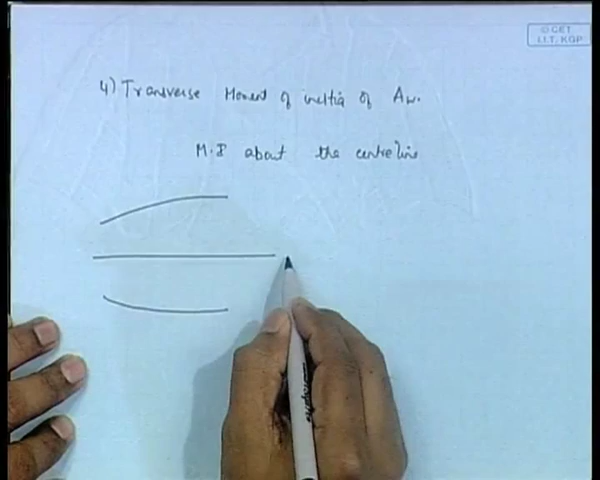 © CET
I.I.T. KGP
4) Transverse Moment of inertia of Aw.
M.I about the centreline